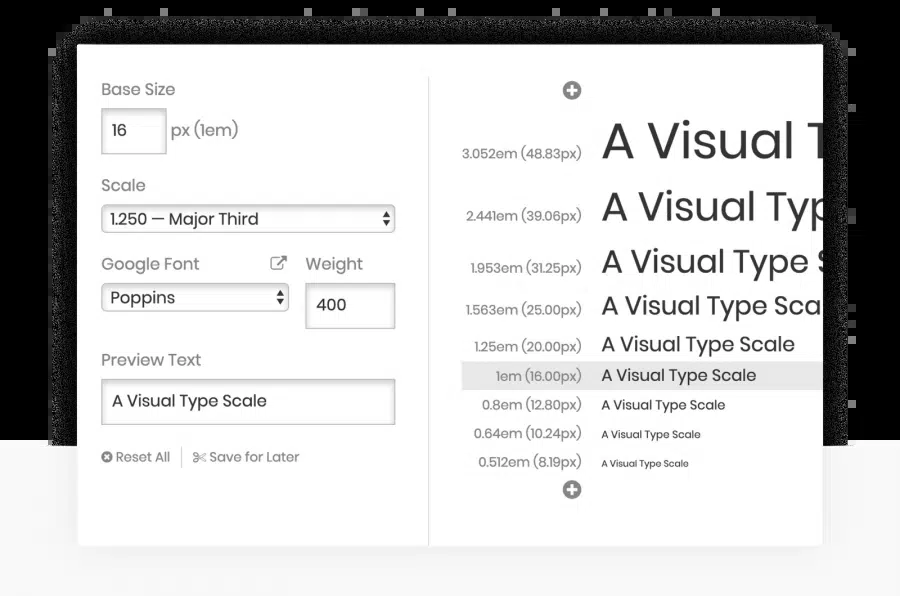 Base Size
16 px (1em)
Scale
1.250 — Major Third
Google Font Weight
Poppins 400
Preview Text
A Visual Type Scale
Reset All Save for Later
3.052em (48.83px) A Visual T
2.441em (39.06px) A Visual Typ
1.953em (31.25px) A Visual Type S
1.563em (25.00px) A Visual Type Sca
1.25em (20.00px) A Visual Type Scale
1em (16.00px) A Visual Type Scale
0.8em (12.80px) A Visual Type Scale
0.64em (10.24px) A Visual Type Scale
0.512em (8.19px) A Visual Type Scale